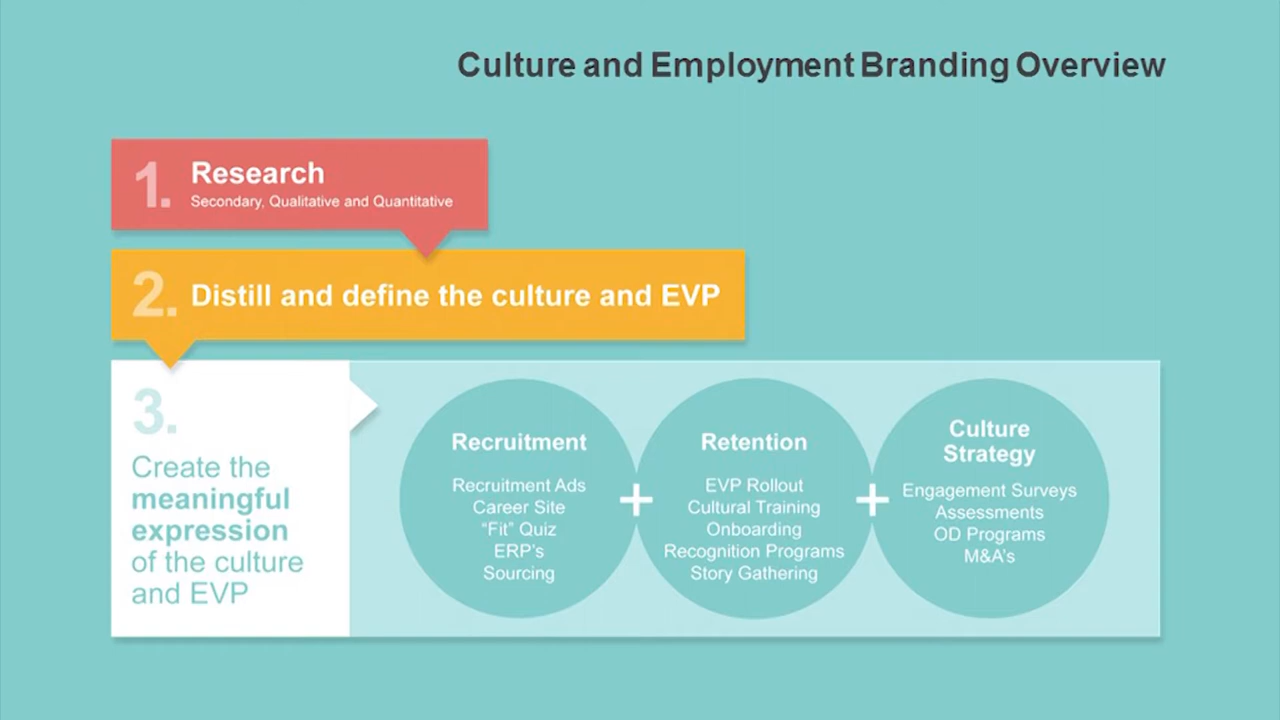 Culture and Employment Branding Overview
1.
Research
Secondary, Qualitative and Quantitative
2.
Distill and define the culture and EVP
3.
Create the
meaningful
expression
of the culture
and EVP
Recruitment
Recruitment Ads
Career Site
“Fit” Quiz
ERP’s
Sourcing
+
Retention
EVP Rollout
Cultural Training
Onboarding
Recognition Programs
Story Gathering
+
Culture
Strategy
Engagement Surveys
Assessments
OD Programs
M&A’s